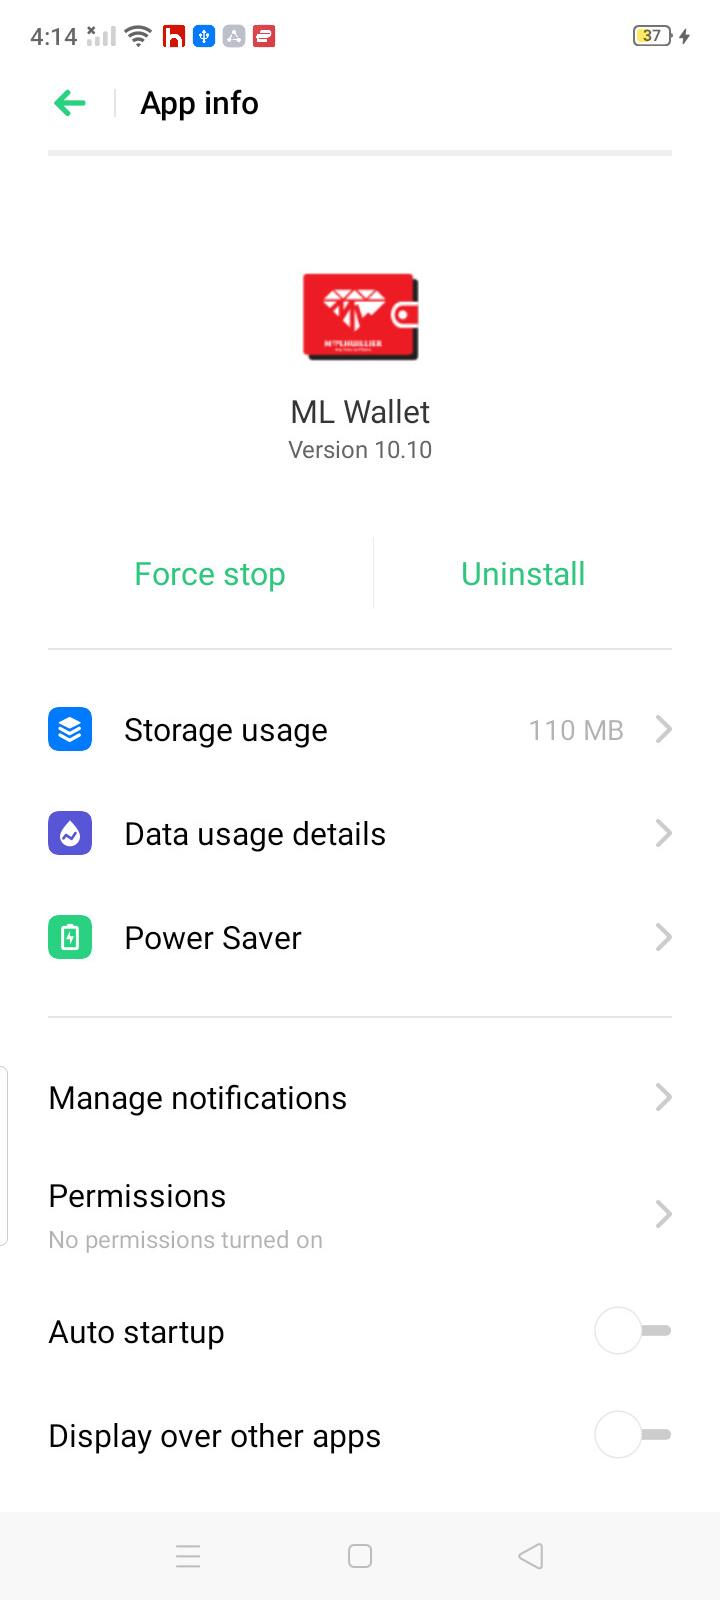 4:14
37
App info
M LHUILLIER
ML Wallet
Version 10.10
Force stop
Uninstall
Storage usage
110 MB
Data usage details
Power Saver
Manage notifications
Permissions
No permissions turned on
Auto startup
Display over other apps